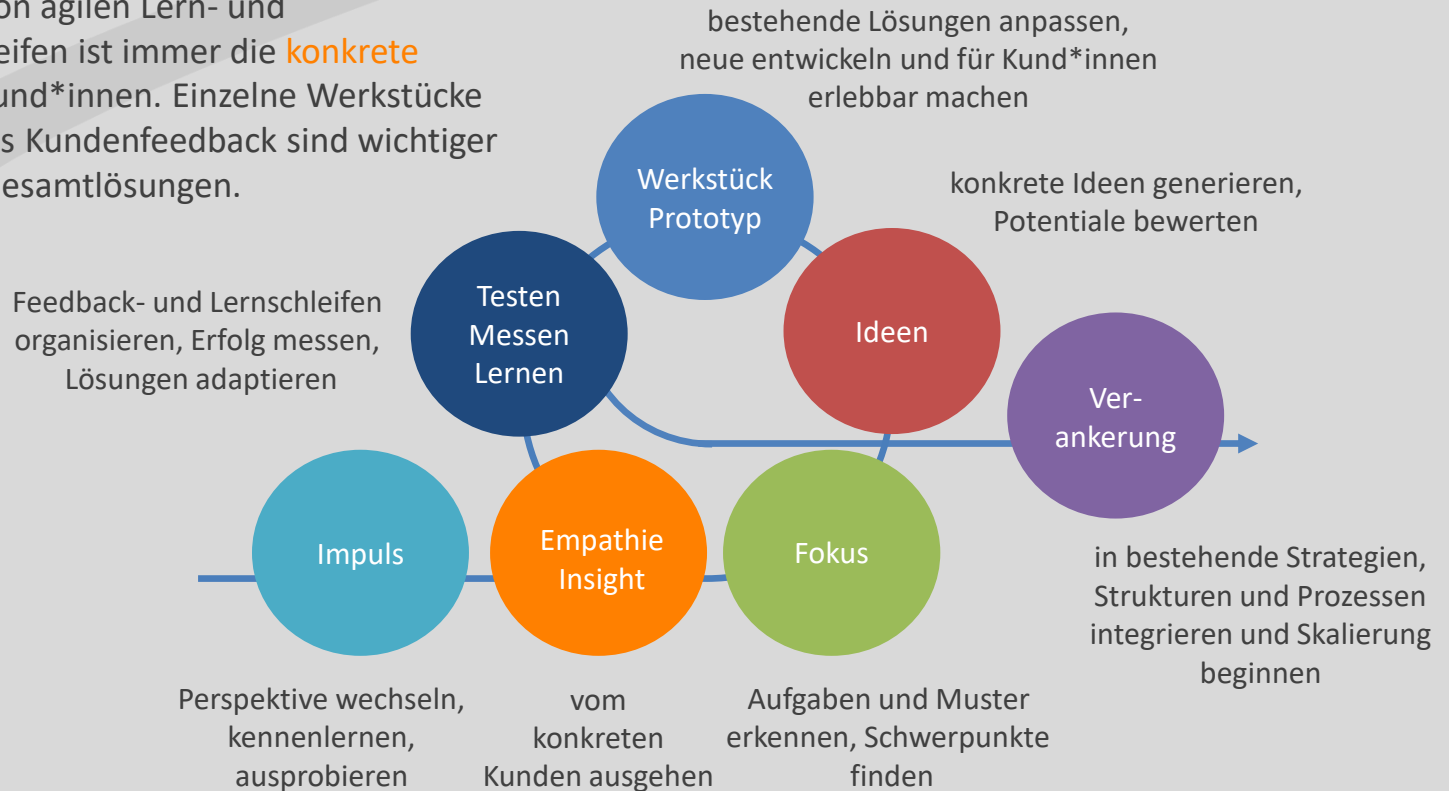 on agilen Lern- und
eifen ist immer die konkrete
und*innen. Einzelne Werkstücke
s Kundenfeedback sind wichtiger
esamtlösungen.
bestehende Lösungen anpassen,
neue entwickeln und für Kund*innen
erlebbar machen
Werkstück
Prototyp
konkrete Ideen generieren,
Potentiale bewerten
Feedback- und Lernschleifen
organisieren, Erfolg messen,
Lösungen adaptieren
Testen
Messen
Lernen
Ideen
Ver-
ankerung
Impuls
Empathie
Insight
Fokus
in bestehende Strategien,
Strukturen und Prozessen
integrieren und Skalierung
beginnen
Perspektive wechseln,
kennenlernen,
ausprobieren
vom
konkreten
Kunden ausgehen
Aufgaben und Muster
erkennen, Schwerpunkte
finden